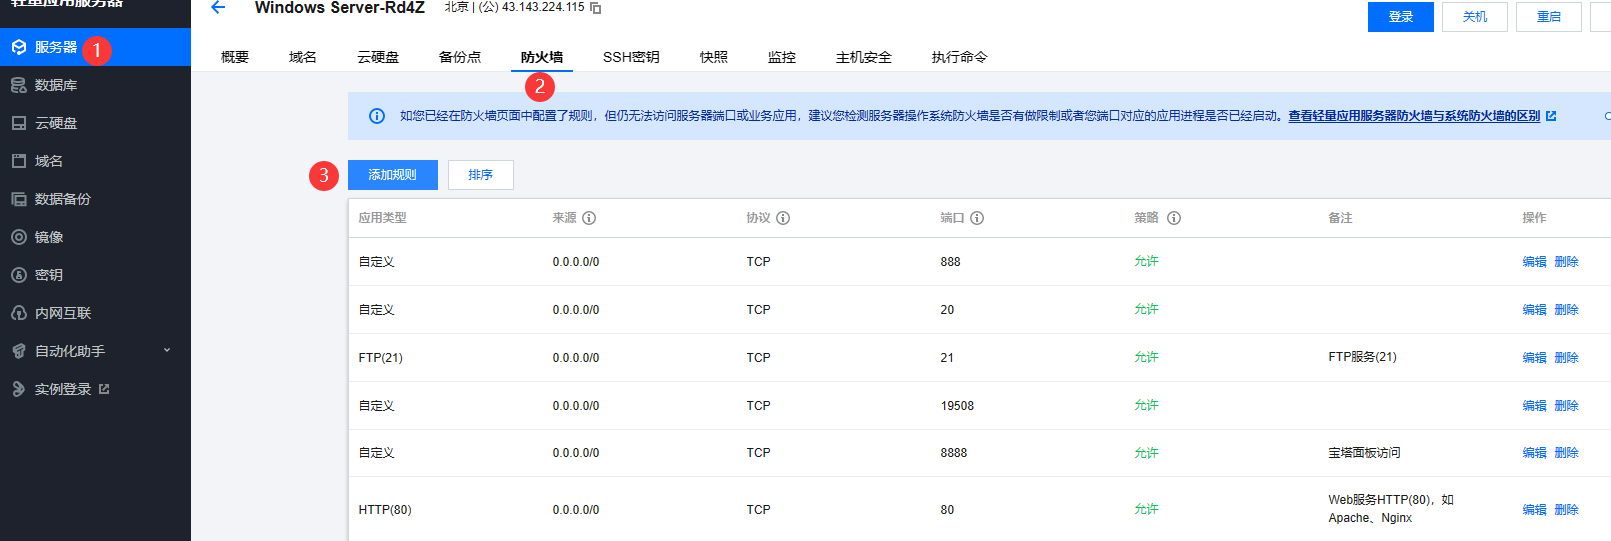 轻量应用服务器
Windows Server-Rd4Z 北京 | (公) 43.143.224.115
登录 关机 重启
服务器 1
数据库
云硬盘
域名
数据备份
镜像
密钥
内网互联
自动化助手
实例登录
概要 域名 云硬盘 备份点 防火墙 SSH密钥 快照 监控 主机安全 执行命令
2
如您已经在防火墙页面中配置了规则，但仍无法访问服务器端口或业务应用，建议您检测服务器操作系统防火墙是否有做限制或者您端口对应的应用进程是否已经启动。查看轻量应用服务器防火墙与系统防火墙的区别
3 添加规则 排序
应用类型 来源 协议 端口 策略 备注 操作
自定义 0.0.0.0/0 TCP 888 允许 编辑 删除
自定义 0.0.0.0/0 TCP 20 允许 编辑 删除
FTP(21) 0.0.0.0/0 TCP 21 允许 FTP服务(21) 编辑 删除
自定义 0.0.0.0/0 TCP 19508 允许 编辑 删除
自定义 0.0.0.0/0 TCP 8888 允许 宝塔面板访问 编辑 删除
HTTP(80) 0.0.0.0/0 TCP 80 允许 Web服务HTTP(80)，如 编辑 删除
Apache、Nginx